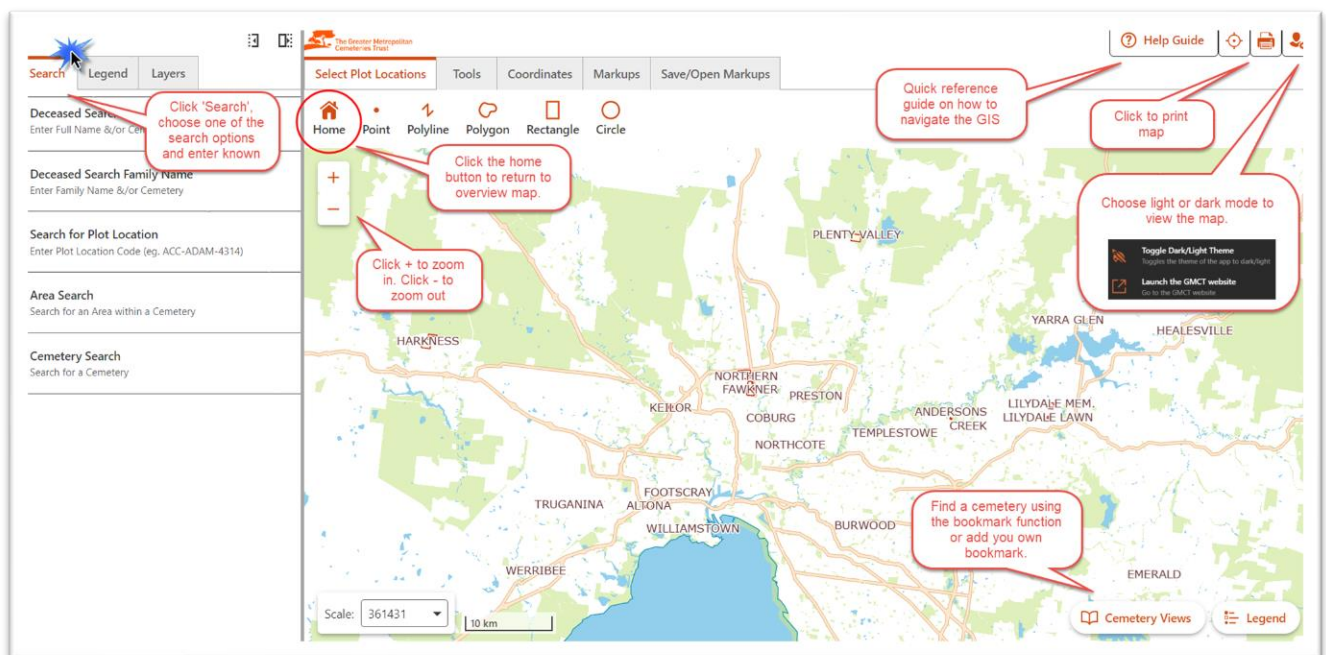 The Greater Metropolitan
Cemeteries Trust
Help Guide
Search
Legend
Layers
Select Plot Locations
Tools
Coordinates
Markups
Save/Open Markups
Click 'Search',
choose one of the
search options
and enter known
Deceased Search
Enter Full Name &/or Cem
Deceased Search Family Name
Enter Family Name &/or Cemetery
Search for Plot Location
Enter Plot Location Code (eg. ACC-ADAM-4314)
Area Search
Search for an Area within a Cemetery
Cemetery Search
Search for a Cemetery
Home
Point
Polyline
Polygon
Rectangle
Circle
Click the home
button to return to
overview map.
+
−
Click + to zoom
in. Click - to
zoom out
Quick reference
guide on how to
navigate the GIS
Click to print
map
Choose light or dark mode to
view the map.
Toggle Dark/Light Theme
Toggles the theme of the app to dark/light
Launch the GMCT website
Go to the GMCT website
PLENTY VALLEY
YARRA GLEN
HEALESVILLE
HARKNESS
NORTHERN
FAWKNER
PRESTON
KEILOR
COBURG
ANDERSONS
CREEK
LILYDALE MEM.
LILYDALE LAWN
TEMPLESTOWE
NORTHCOTE
FOOTSCRAY
TRUGANINA
ALTONA
WILLIAMSTOWN
BURWOOD
WERRIBEE
EMERALD
Find a cemetery using
the bookmark function
or add you own
bookmark.
Scale:
361431
10 km
Cemetery Views
Legend